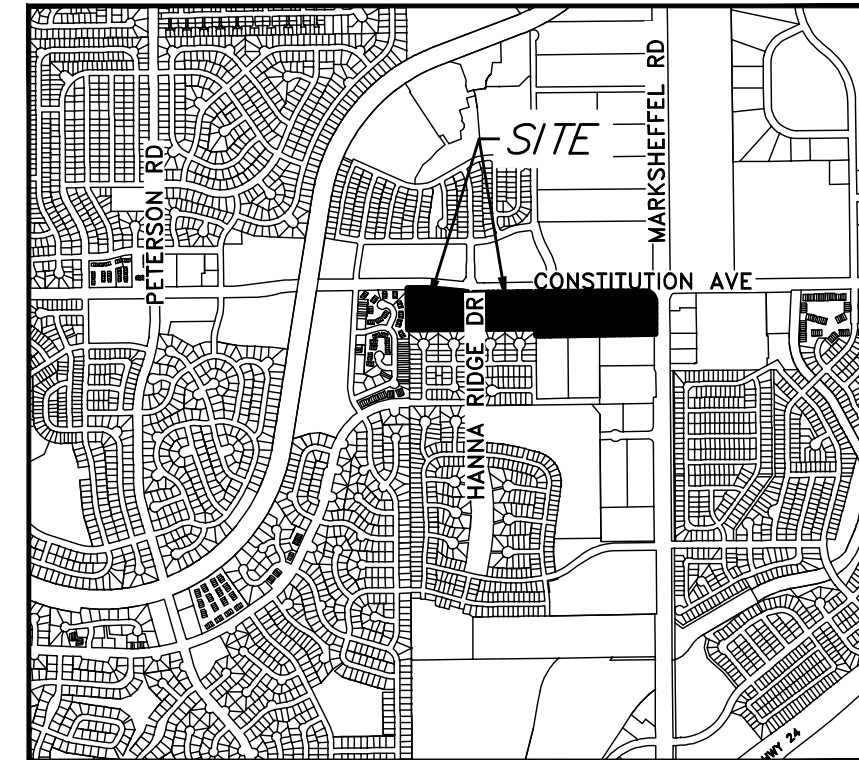 SITE
MARKSHEFFEL RD
PETERSON RD
CONSTITUTION AVE
HANNA RIDGE DR
HWY 24